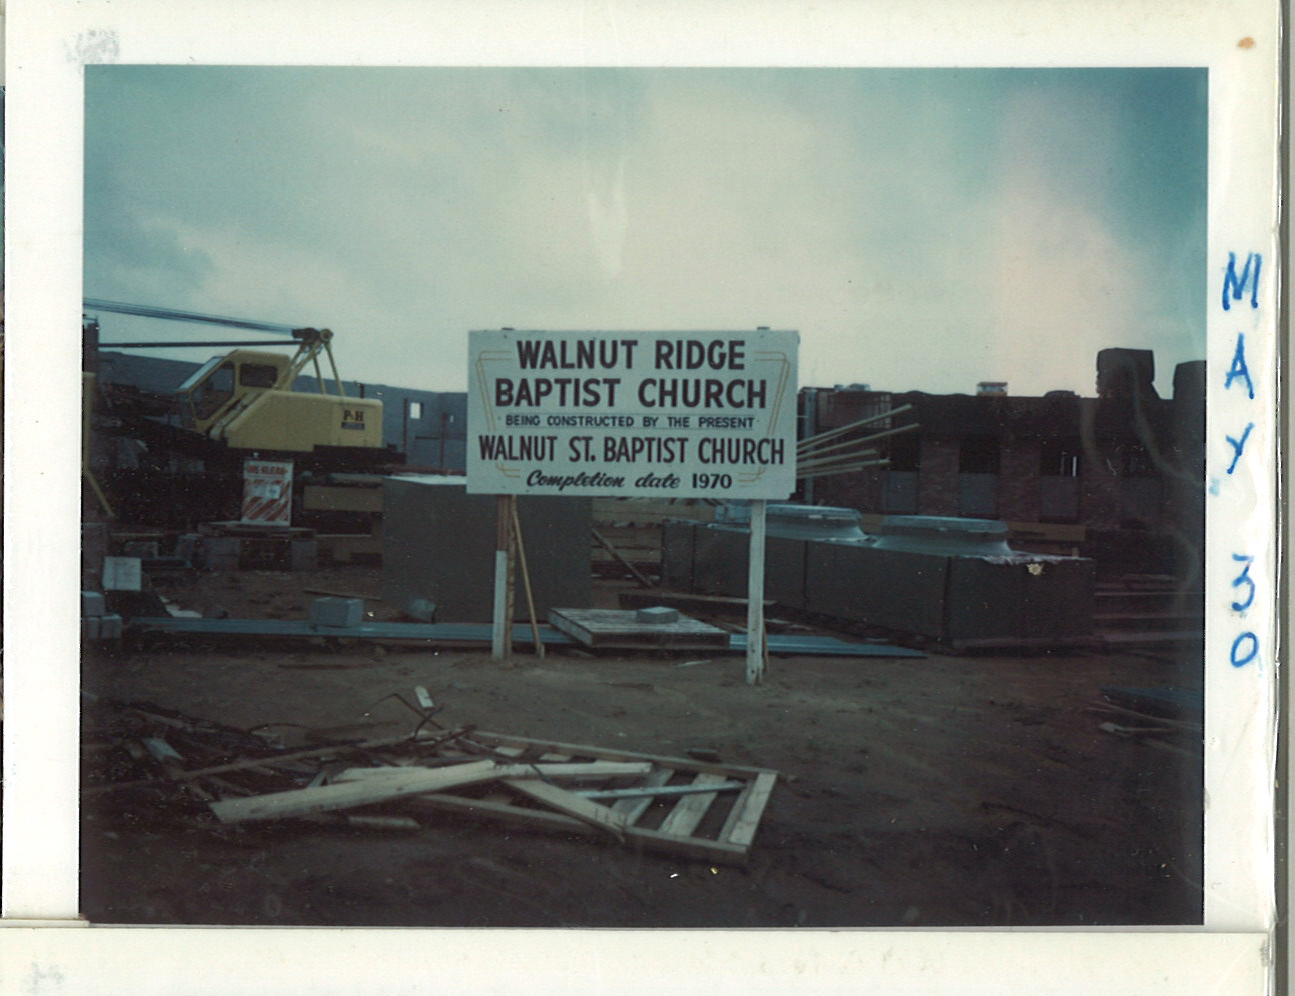 WALNUT RIDGE
BAPTIST CHURCH
BEING CONSTRUCTED BY THE PRESENT
WALNUT ST. BAPTIST CHURCH
Completion date 1970
P&H
MAY 30